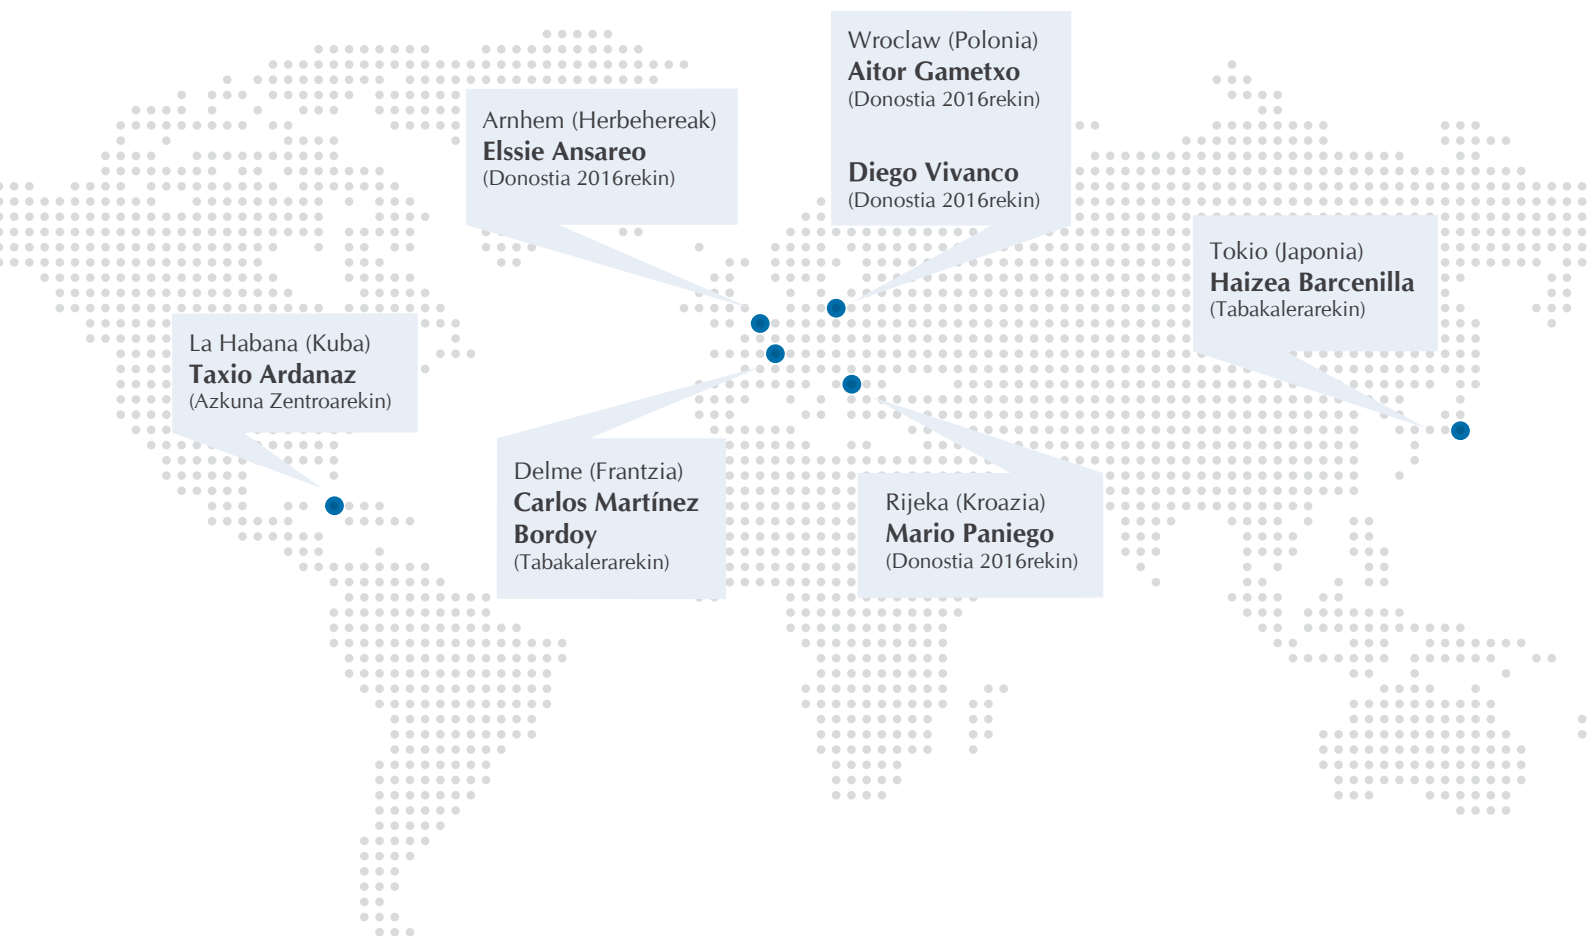 Wroclaw (Polonia)
Aitor Gametxo
(Donostia 2016rekin)
Diego Vivanco
(Donostia 2016rekin)
Arnhem (Herbehereak)
Elssie Ansareo
(Donostia 2016rekin)
Tokio (Japonia)
Haizea Barcenilla
(Tabakalerarekin)
La Habana (Kuba)
Taxio Ardanaz
(Azkuna Zentroarekin)
Delme (Frantzia)
Carlos Martínez
Bordoy
(Tabakalerarekin)
Rijeka (Kroazia)
Mario Paniego
(Donostia 2016rekin)